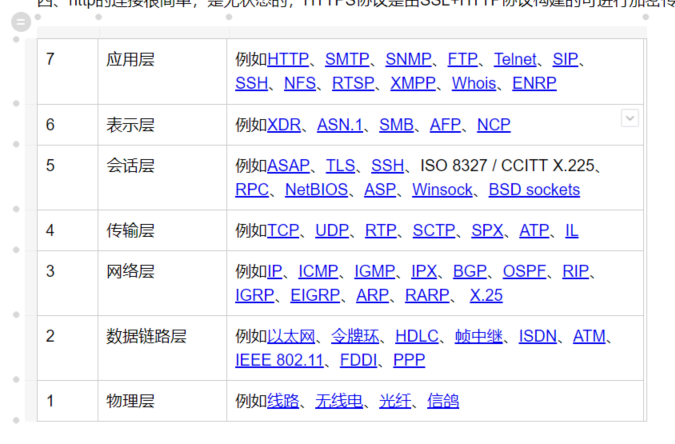 四、http的连接很简单，是无状态的；HTTPS协议是由SSL+HTTP协议构建的可进行加密传
7 应用层 例如HTTP、SMTP、SNMP、FTP、Telnet、SIP、
SSH、NFS、RTSP、XMPP、Whois、ENRP
6 表示层 例如XDR、ASN.1、SMB、AFP、NCP
5 会话层 例如ASAP、TLS、SSH、ISO 8327 / CCITT X.225、
RPC、NetBIOS、ASP、Winsock、BSD sockets
4 传输层 例如TCP、UDP、RTP、SCTP、SPX、ATP、IL
3 网络层 例如IP、ICMP、IGMP、IPX、BGP、OSPF、RIP、
IGRP、EIGRP、ARP、RARP、 X.25
2 数据链路层 例如以太网、令牌环、HDLC、帧中继、ISDN、ATM、
IEEE 802.11、FDDI、PPP
1 物理层 例如线路、无线电、光纤、信鸽